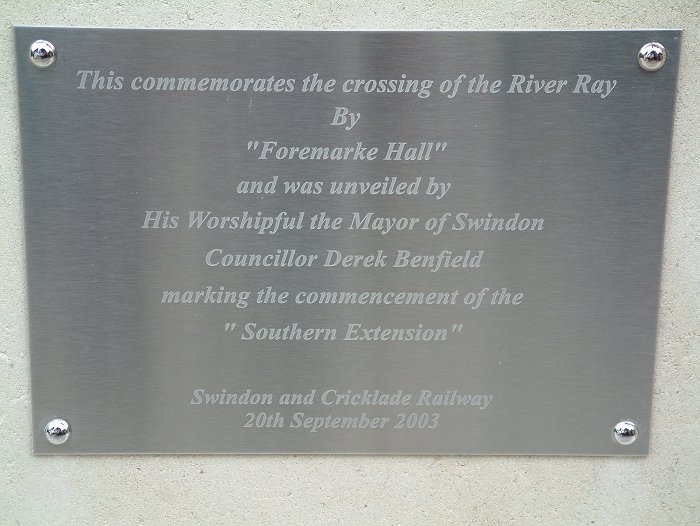 This commemorates the crossing of the River Ray
By
"Foremarke Hall"
and was unveiled by
His Worshipful the Mayor of Swindon
Councillor Derek Benfield
marking the commencement of the
" Southern Extension"
Swindon and Cricklade Railway
20th September 2003